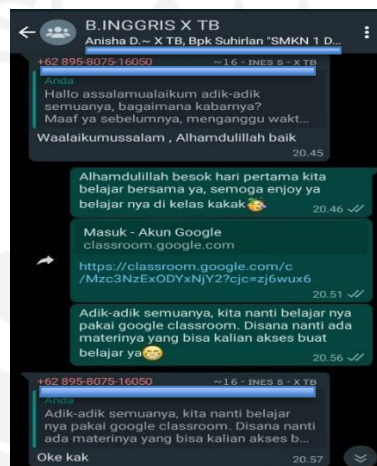 B.INGGRIS X TB
Anisha D.~ X TB, Bpk Suhirlan "SMKN 1 D...
+62 895-8075-16050 ~16 - INES S - X TB
Anda
Hallo assalamualaikum adik-adik
semuanya, bagaimana kabarnya?
Maaf ya sebelumnya, menganggu wakt...
Waalaikumussalam , Alhamdulillah baik
20.45
Alhamdulillah besok hari pertama kita
belajar bersama ya, semoga enjoy ya
belajar nya di kelas kakak
20.46
Masuk - Akun Google
classroom.google.com
https://classroom.google.com/c
/Mzc3NzExODYxNjY2?cjc=zj6wux6
20.51
Adik-adik semuanya, kita nanti belajar nya
pakai google classroom. Disana nanti ada
materinya yang bisa kalian akses buat
belajar ya
20.56
+62 895-8075-16050 ~16 - INES S - X TB
Anda
Adik-adik semuanya, kita nanti belajar
nya pakai google classroom. Disana nanti
ada materinya yang bisa kalian akses b...
Oke kak
20.57